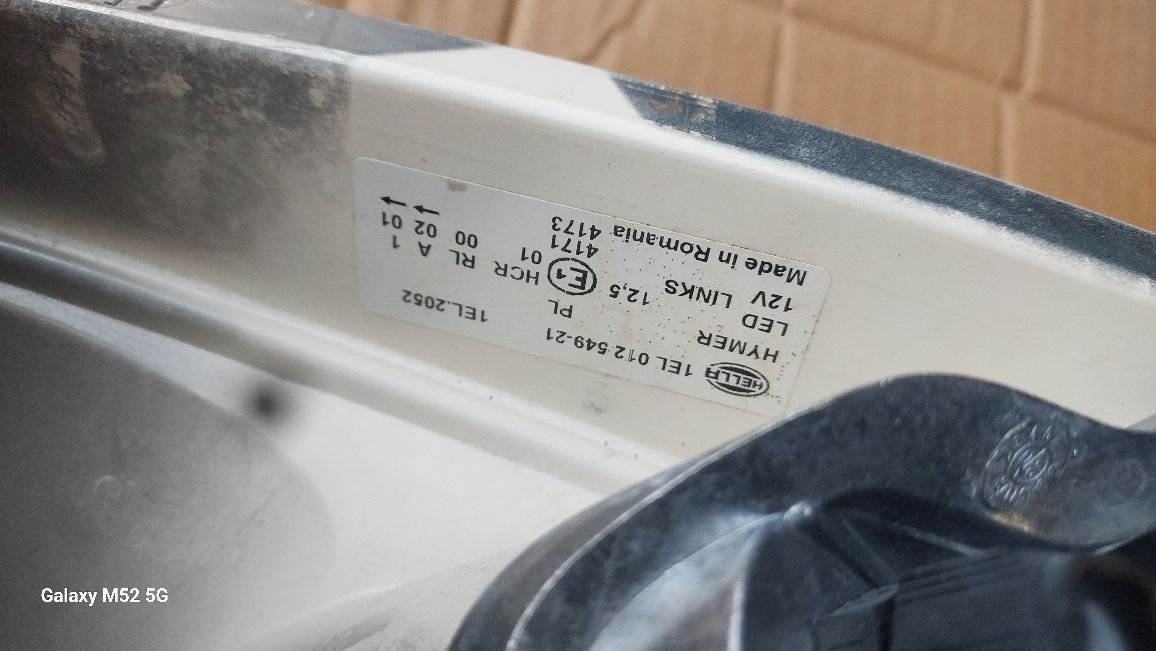 HELLA 1EL 012 549-21
HYMER 1EL.2052
LED PL
12V LINKS 12,5 E1 HCR RL A 1
01 00 02 01
4171
Made in Romania 4173
Galaxy M52 5G